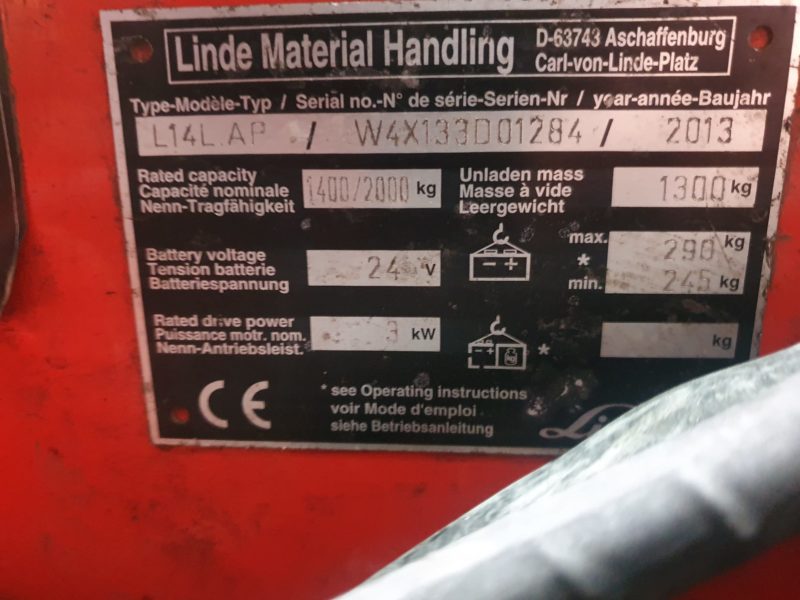 Linde Material Handling D-63743 Aschaffenburg
Carl-von-Linde-Platz
Type-Modèle-Typ / Serial no.-N° de série-Serien-Nr / year-année-Baujahr
L14L AP / W4X133D01284 / 2013
Rated capacity
Capacité nominale
Nenn-Tragfähigkeit
1400/2000 kg
Unladen mass
Masse à vide
Leergewicht
1300 kg
Battery voltage
Tension batterie
Batteriespannung
24 v
max. 290 kg
*
min. 245 kg
Rated drive power
Puissance motr. nom.
Nenn-Antriebsleist.
3 kW
* kg
CE
* see Operating instructions
voir Mode d'emploi
siehe Betriebsanleitung